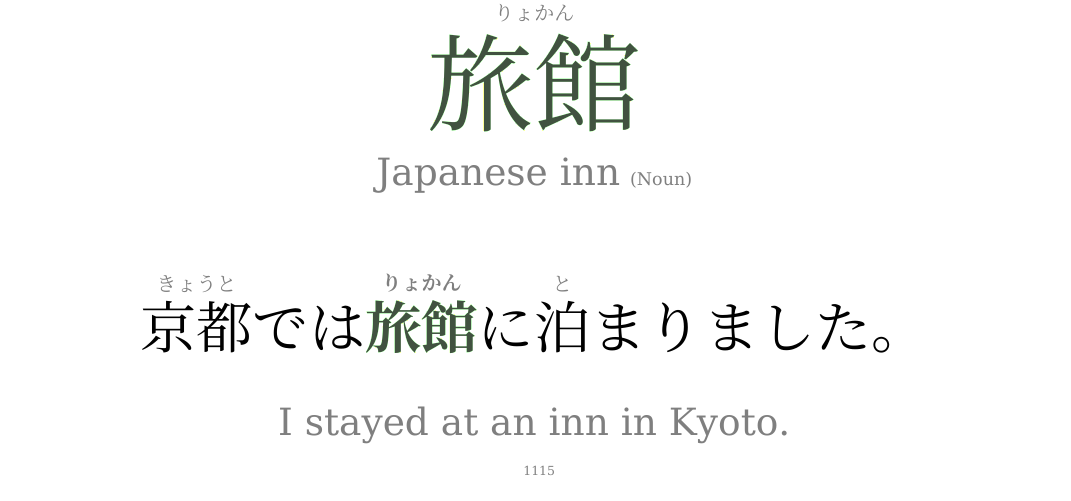 りょかん
旅館
Japanese inn (Noun)
きょうと りょかん と
京都では旅館に泊まりました。
I stayed at an inn in Kyoto.
1115